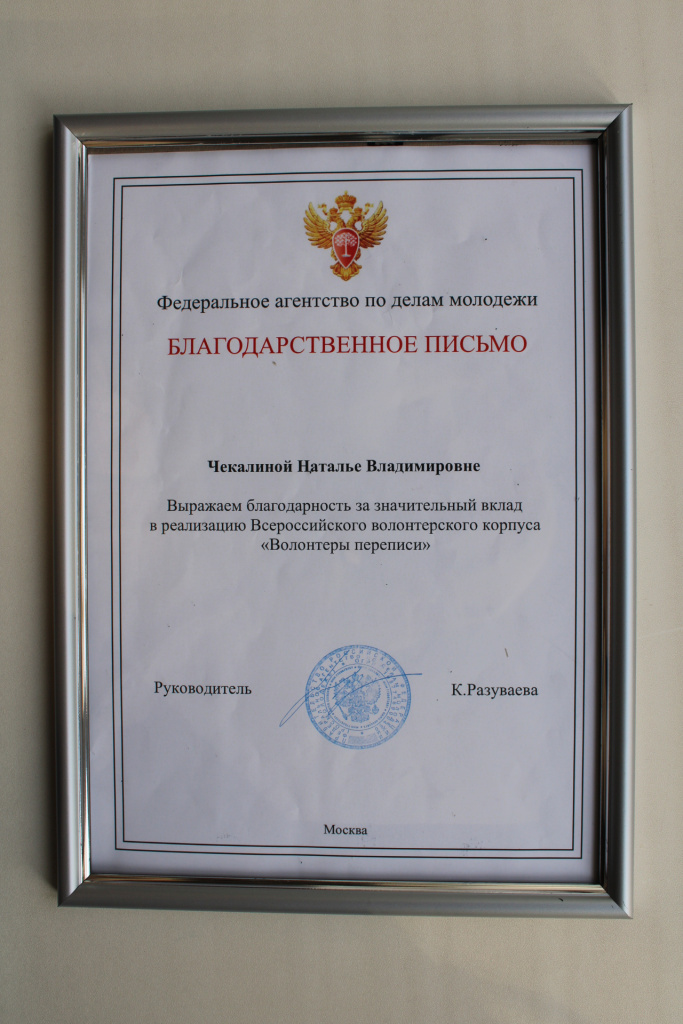 Федеральное агентство по делам молодежи
БЛАГОДАРСТВЕННОЕ ПИСЬМО
Чекалиной Наталье Владимировне
Выражаем благодарность за значительный вклад
в реализацию Всероссийского волонтерского корпуса
«Волонтеры переписи»
Руководитель
К.Разуваева
Москва